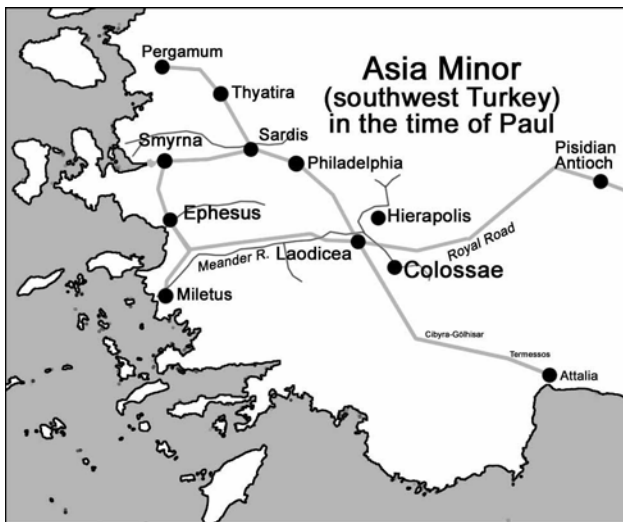 Pergamum
Asia Minor
(southwest Turkey)
in the time of Paul
Thyatira
Smyrna
Sardis
Philadelphia
Pisidian
Antioch
Ephesus
Hierapolis
Royal Road
Meander R.
Laodicea
Colossae
Miletus
Cibyra-Gölhisar
Termessos
Attalia